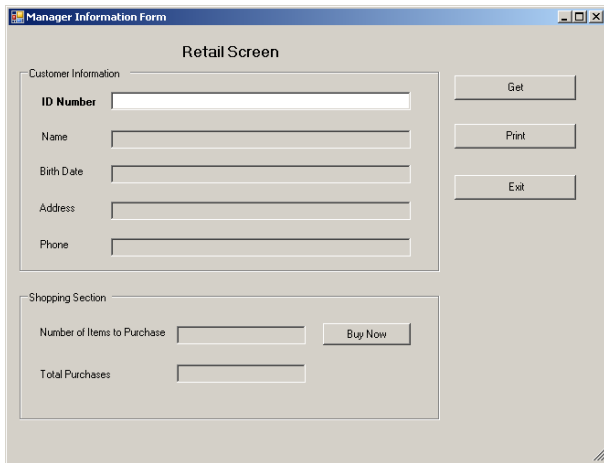 Manager Information Form
Retail Screen
Customer Information
ID Number
Name
Birth Date
Address
Phone
Get
Print
Exit
Shopping Section
Number of Items to Purchase
Buy Now
Total Purchases